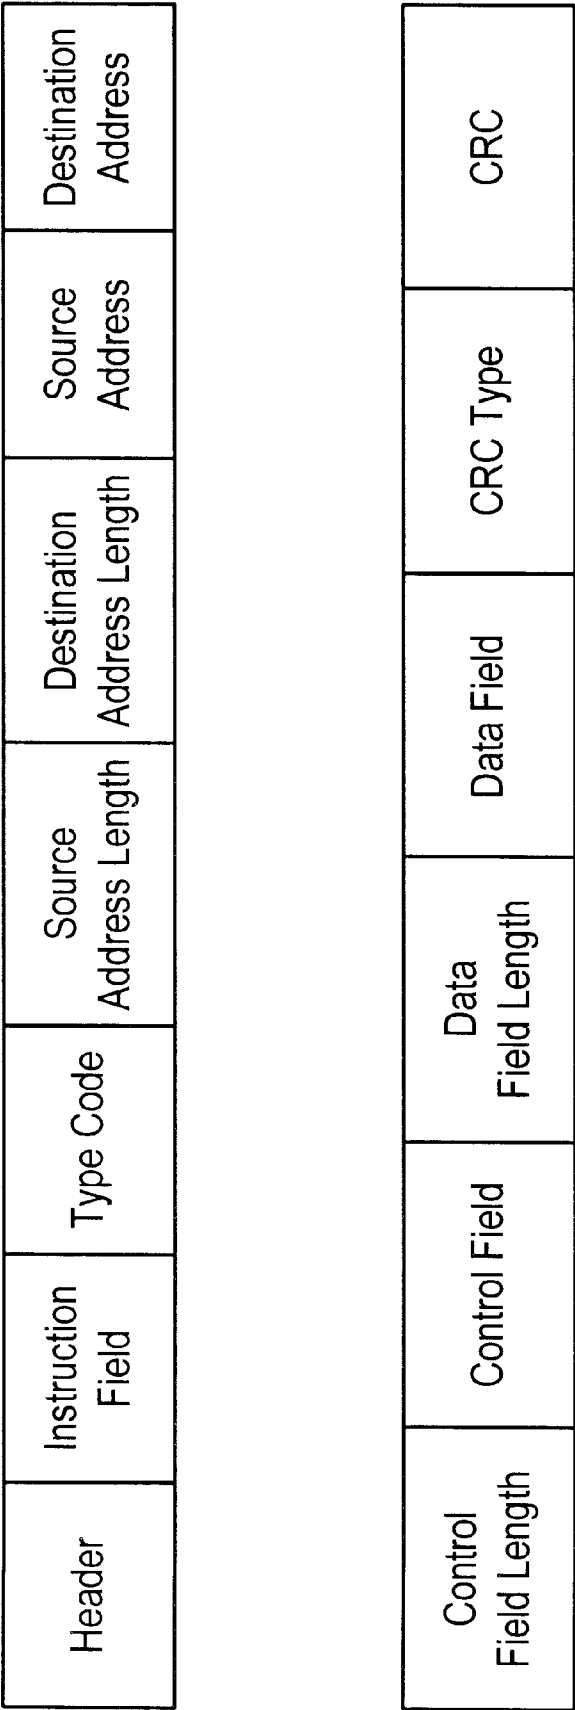 Header
Instruction
Field
Type Code
Source
Address Length
Destination
Address Length
Source
Address
Destination
Address
Control
Field Length
Control Field
Data
Field Length
Data Field
CRC Type
CRC